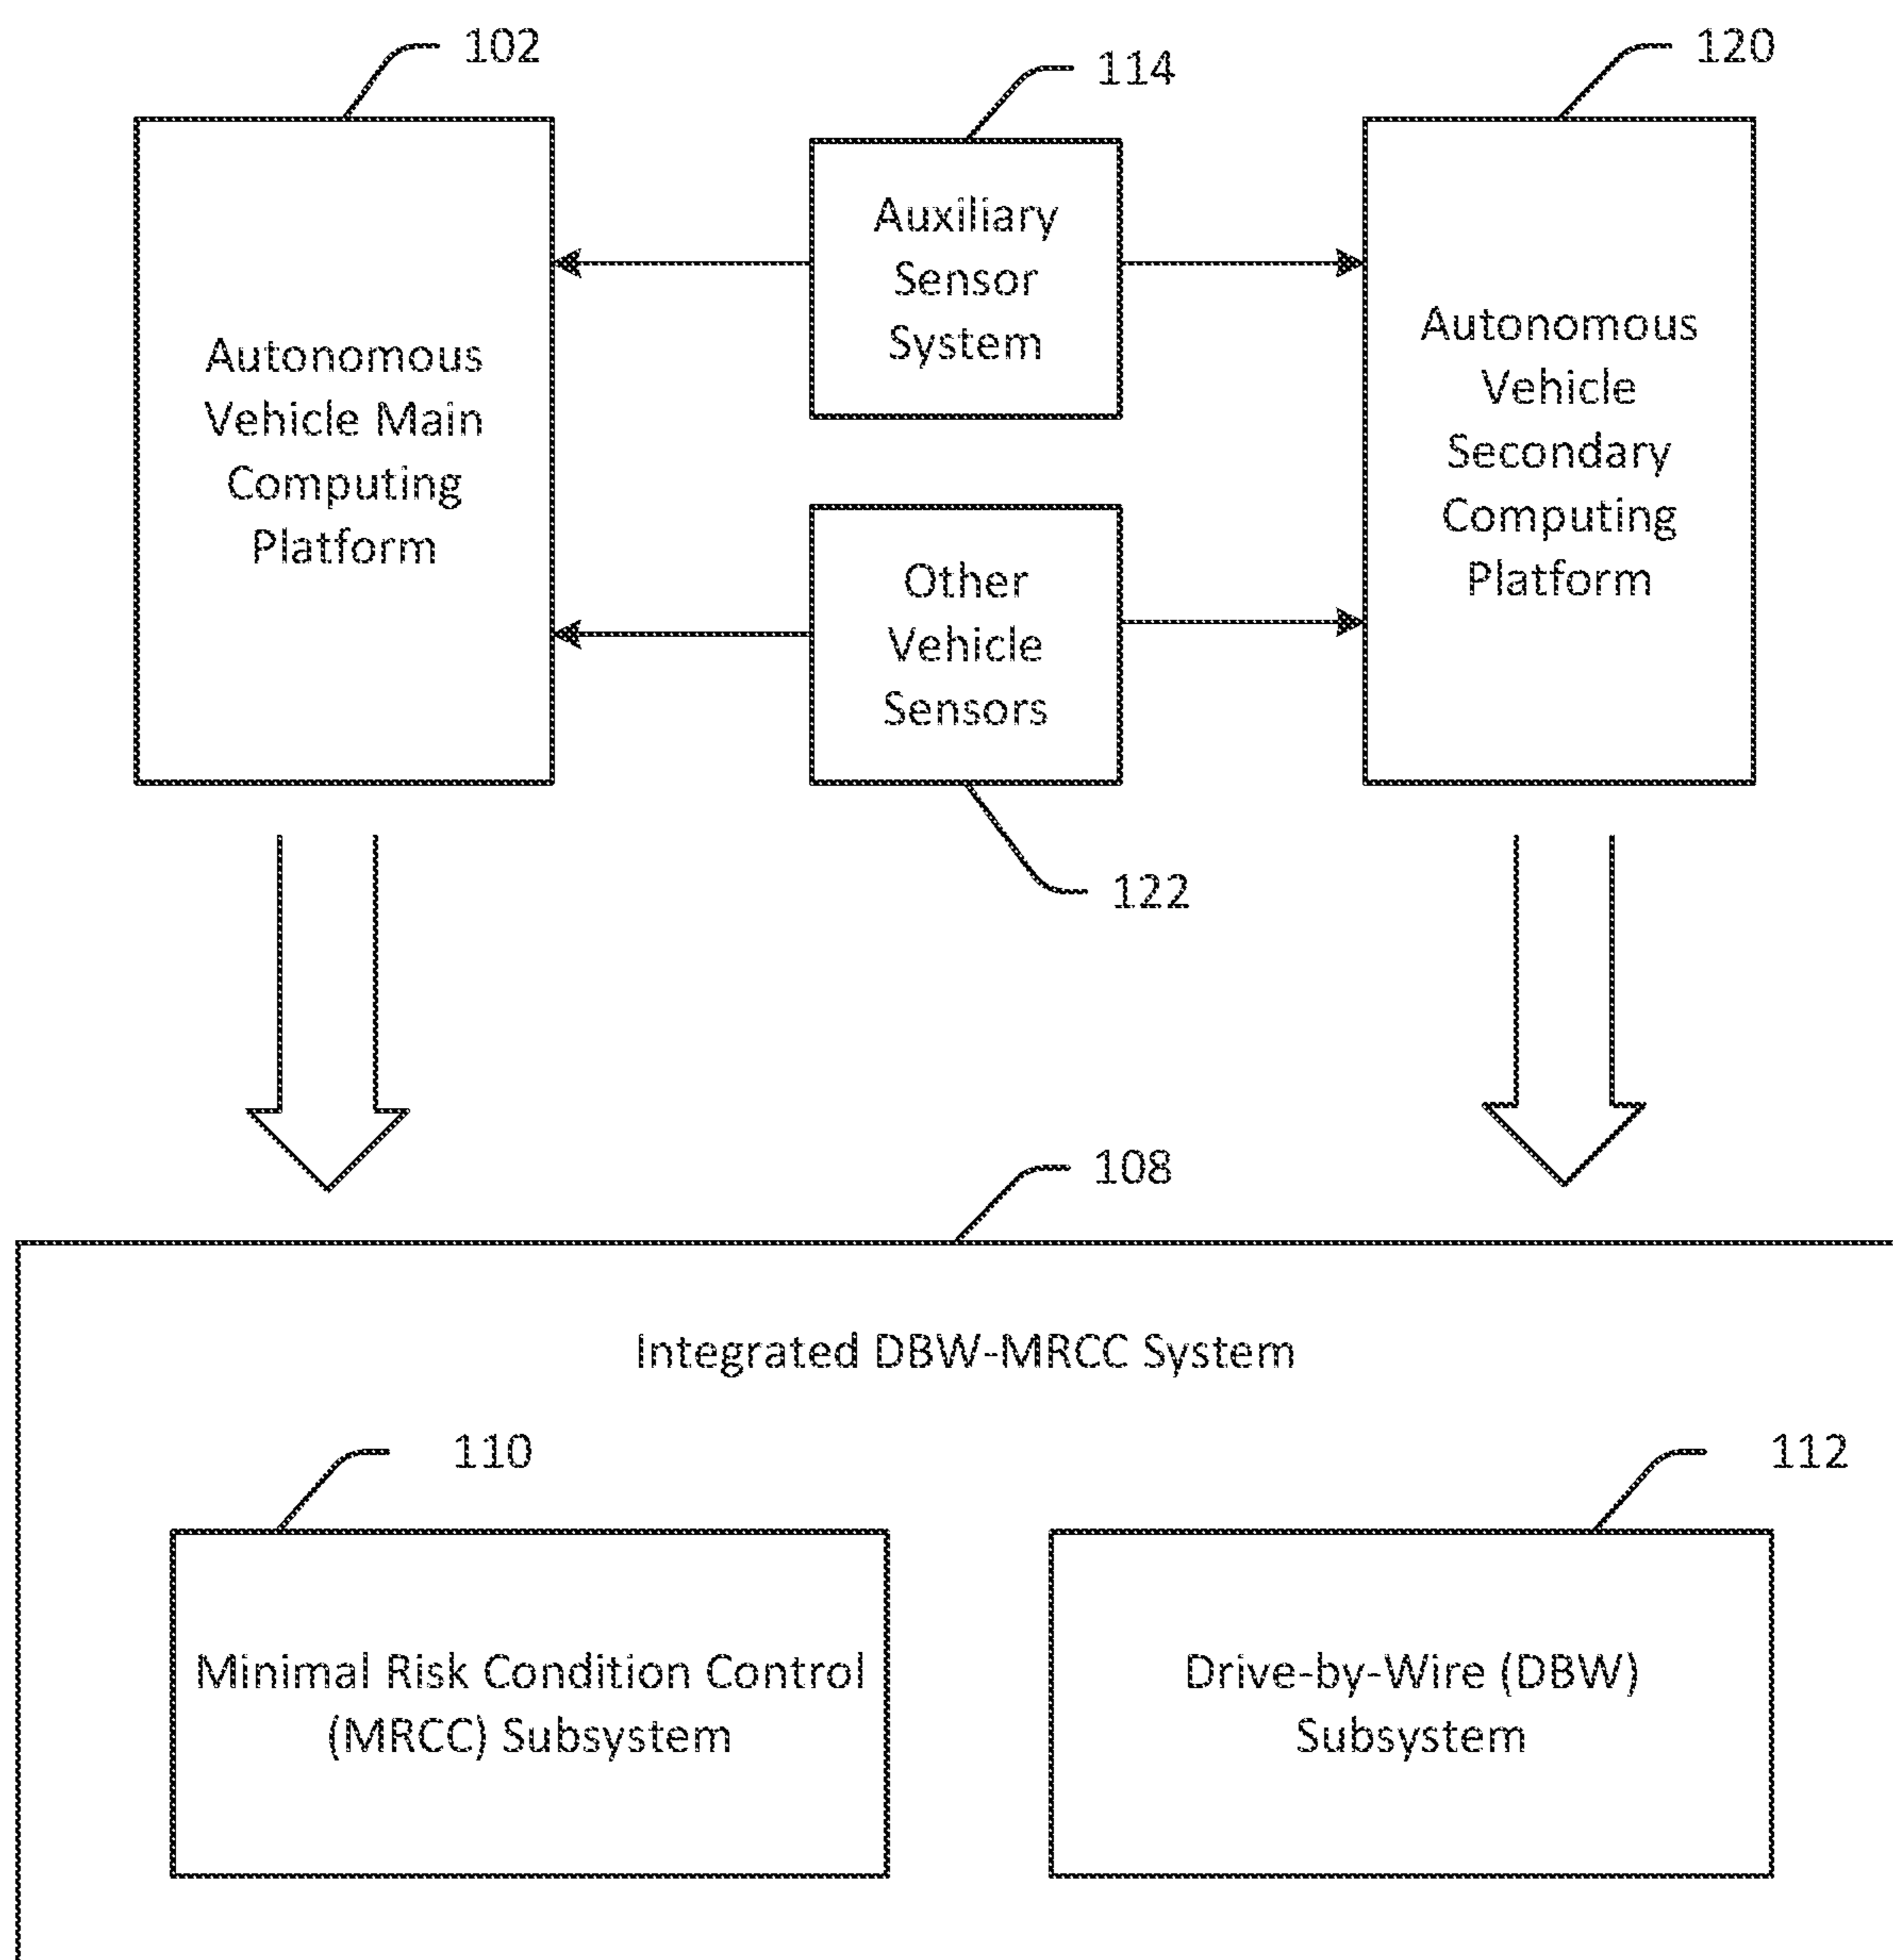 102
114
120
Auxiliary
Sensor
System
Autonomous
Vehicle Main
Computing
Platform
Autonomous
Vehicle
Secondary
Computing
Platform
Other
Vehicle
Sensors
122
108
Integrated DBW-MRCC System
110
112
Minimal Risk Condition Control
(MRCC) Subsystem
Drive-by-Wire (DBW)
Subsystem